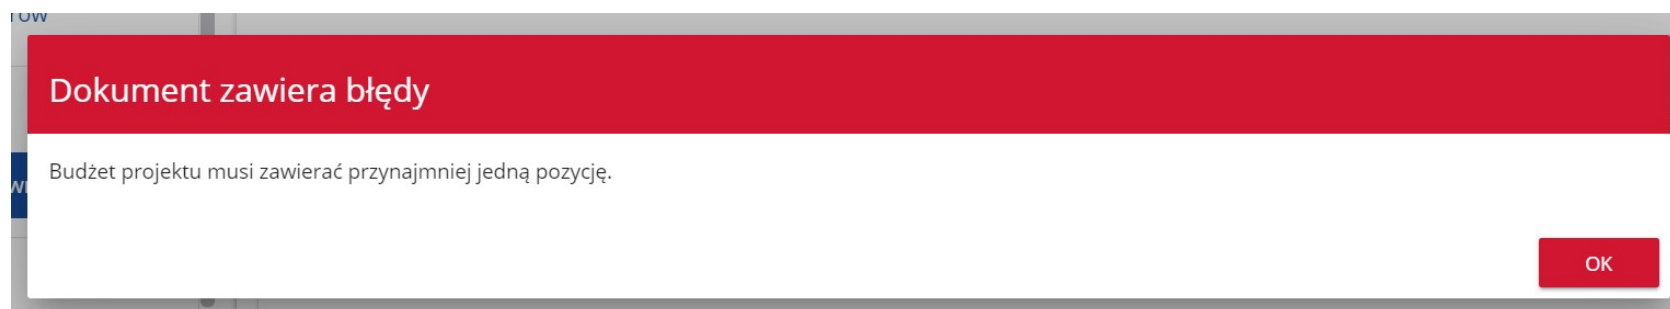 Dokument zawiera błędy
Budżet projektu musi zawierać przynajmniej jedną pozycję.
OK